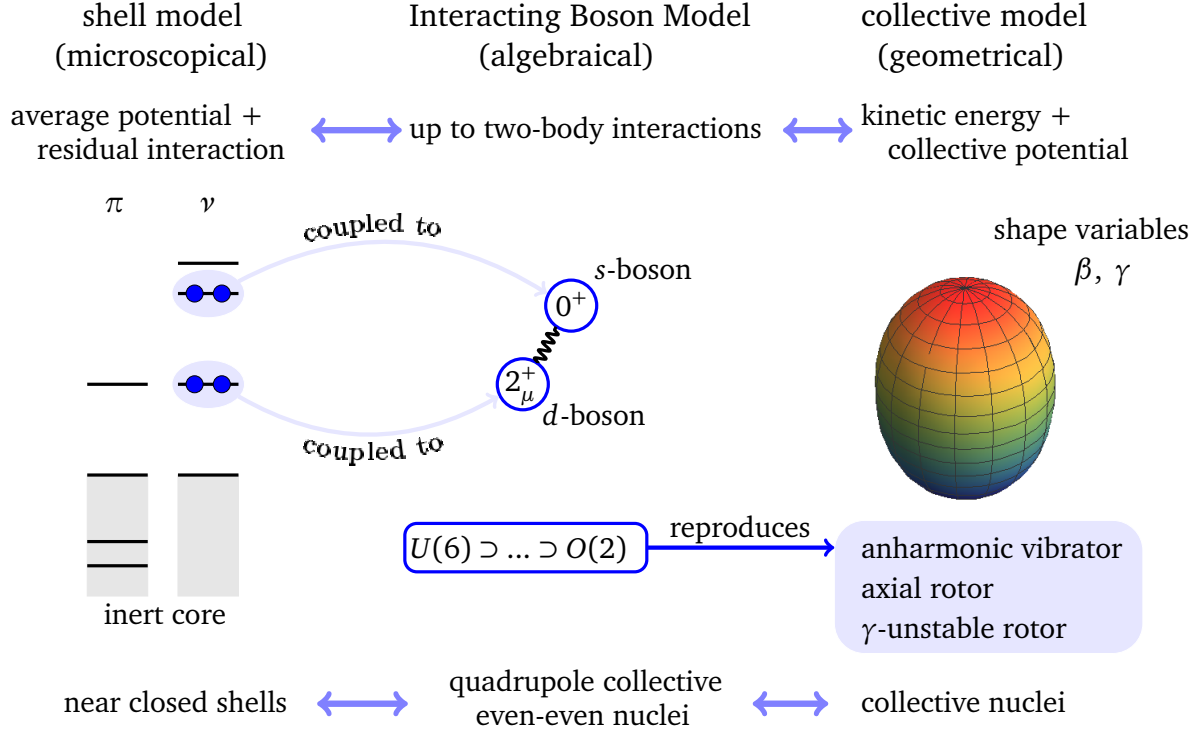 shell model
(microscopical)
Interacting Boson Model
(algebraical)
collective model
(geometrical)
average potential +
residual interaction
up to two-body interactions
kinetic energy +
collective potential
π
ν
coupled to
s-boson
0⁺
2⁺μ
d-boson
coupled to
shape variables
β, γ
inert core
U(6) ⊃ ... ⊃ O(2)
reproduces
anharmonic vibrator
axial rotor
γ-unstable rotor
near closed shells
quadrupole collective
even-even nuclei
collective nuclei